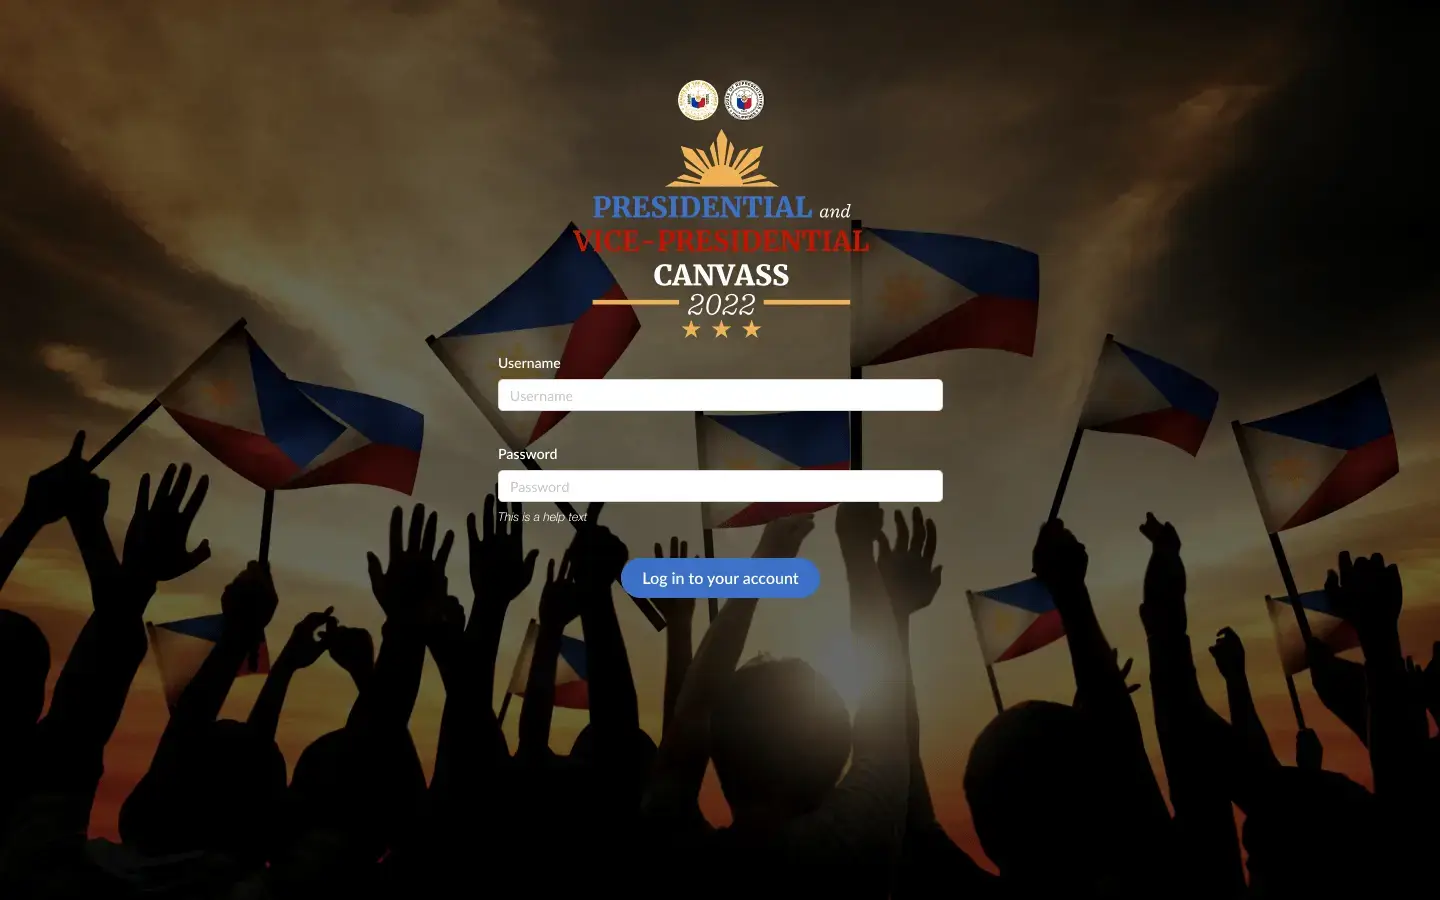 PRESIDENTIAL and
VICE-PRESIDENTIAL
CANVASS
2022
Username
Username
Password
Password
This is a help text
Log in to your account